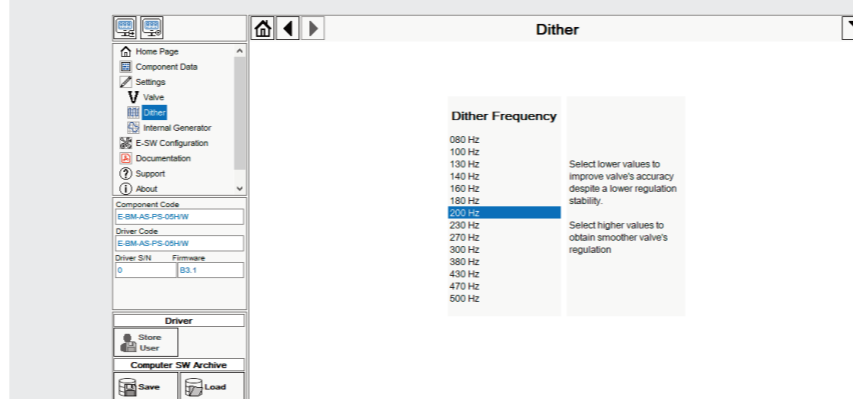 Dither
Home Page
Component Data
Settings
Valve
Dither
Internal Generator
E-SW Configuration
Documentation
Support
About
Component Code
E-BM-AS-PS-05H/W
Driver Code
E-BM-AS-PS-05H/W
Driver S/N Firmware
0 B3.1
Driver
Store
User
Computer SW Archive
Save Load
Dither Frequency
080 Hz
100 Hz
130 Hz
140 Hz
160 Hz
180 Hz
200 Hz
230 Hz
270 Hz
300 Hz
380 Hz
430 Hz
470 Hz
500 Hz
Select lower values to
improve valve's accuracy
despite a lower regulation
stability.
Select higher values to
obtain smoother valve's
regulation